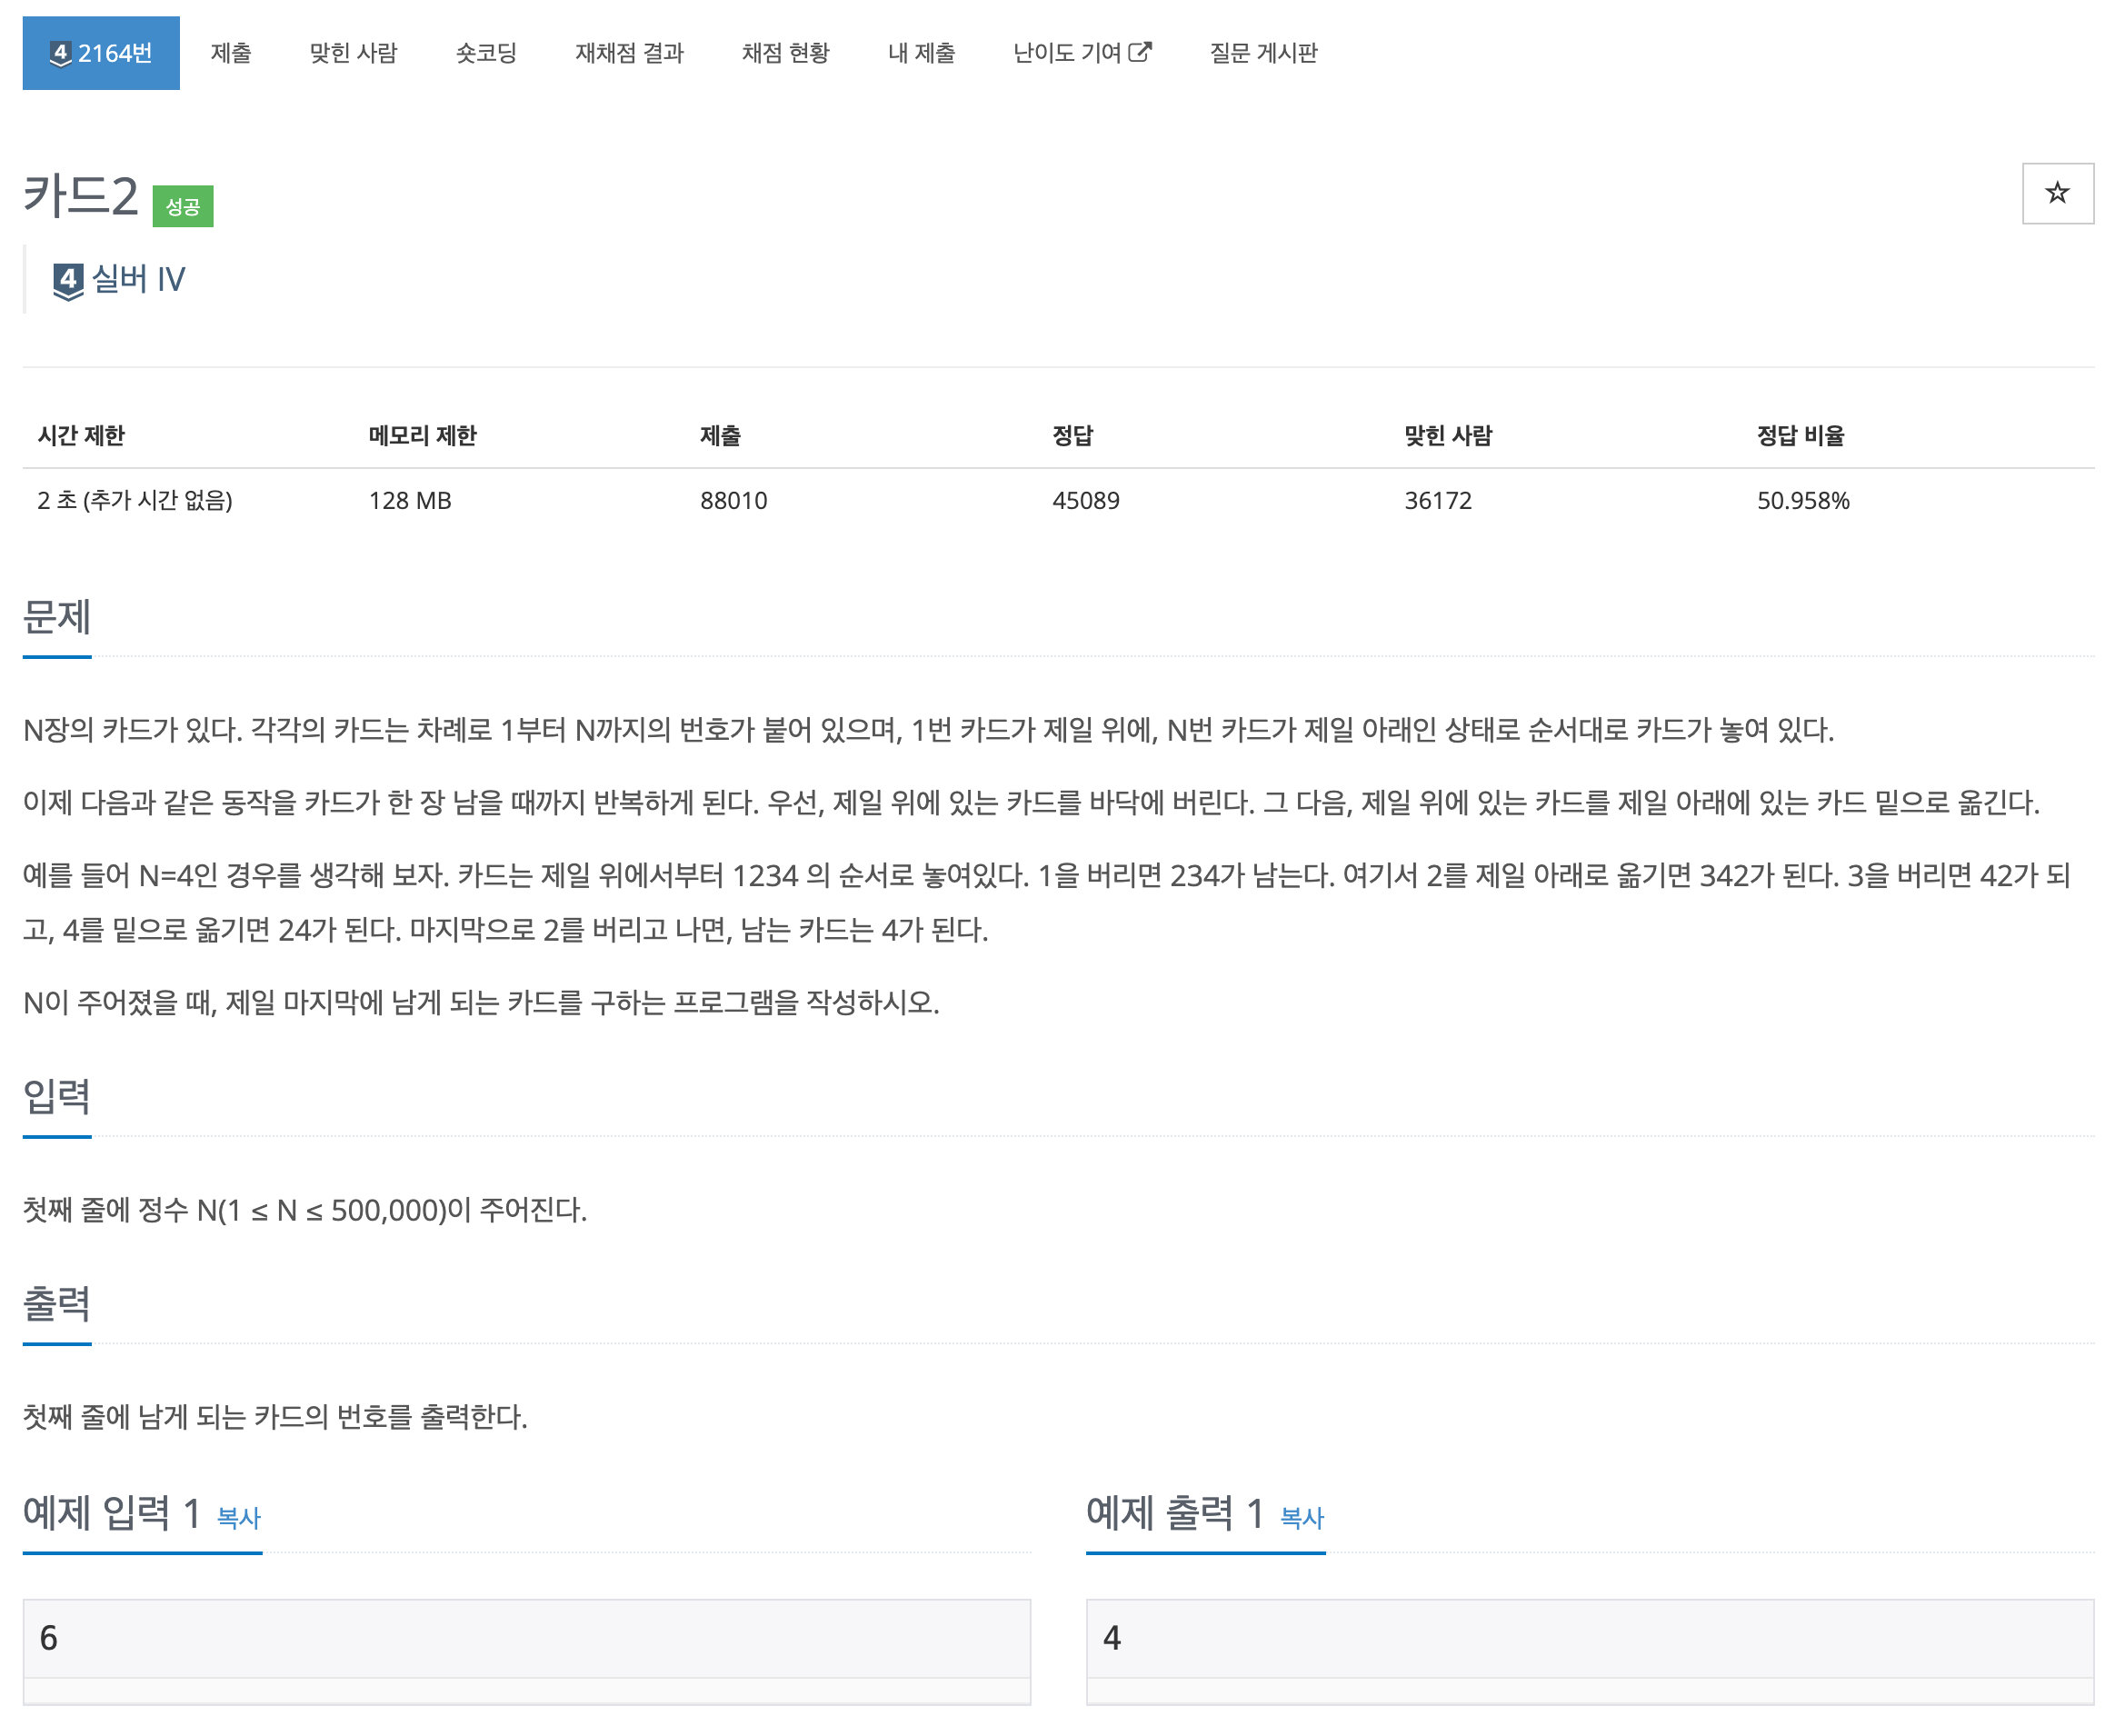 4 2164번 제출 맞힌 사람 숏코딩 재채점 결과 채점 현황 내 제출 난이도 기여 질문 게시판
카드2 성공
4 실버 IV
시간 제한 메모리 제한 제출 정답 맞힌 사람 정답 비율
2 초 (추가 시간 없음) 128 MB 88010 45089 36172 50.958%
문제
N장의 카드가 있다. 각각의 카드는 차례로 1부터 N까지의 번호가 붙어 있으며, 1번 카드가 제일 위에, N번 카드가 제일 아래인 상태로 순서대로 카드가 놓여 있다.
이제 다음과 같은 동작을 카드가 한 장 남을 때까지 반복하게 된다. 우선, 제일 위에 있는 카드를 바닥에 버린다. 그 다음, 제일 위에 있는 카드를 제일 아래에 있는 카드 밑으로 옮긴다.
예를 들어 N=4인 경우를 생각해 보자. 카드는 제일 위에서부터 1234 의 순서로 놓여있다. 1을 버리면 234가 남는다. 여기서 2를 제일 아래로 옮기면 342가 된다. 3을 버리면 42가 되
고, 4를 밑으로 옮기면 24가 된다. 마지막으로 2를 버리고 나면, 남는 카드는 4가 된다.
N이 주어졌을 때, 제일 마지막에 남게 되는 카드를 구하는 프로그램을 작성하시오.
입력
첫째 줄에 정수 N(1 ≤ N ≤ 500,000)이 주어진다.
출력
첫째 줄에 남게 되는 카드의 번호를 출력한다.
예제 입력 1 복사 예제 출력 1 복사
6 4